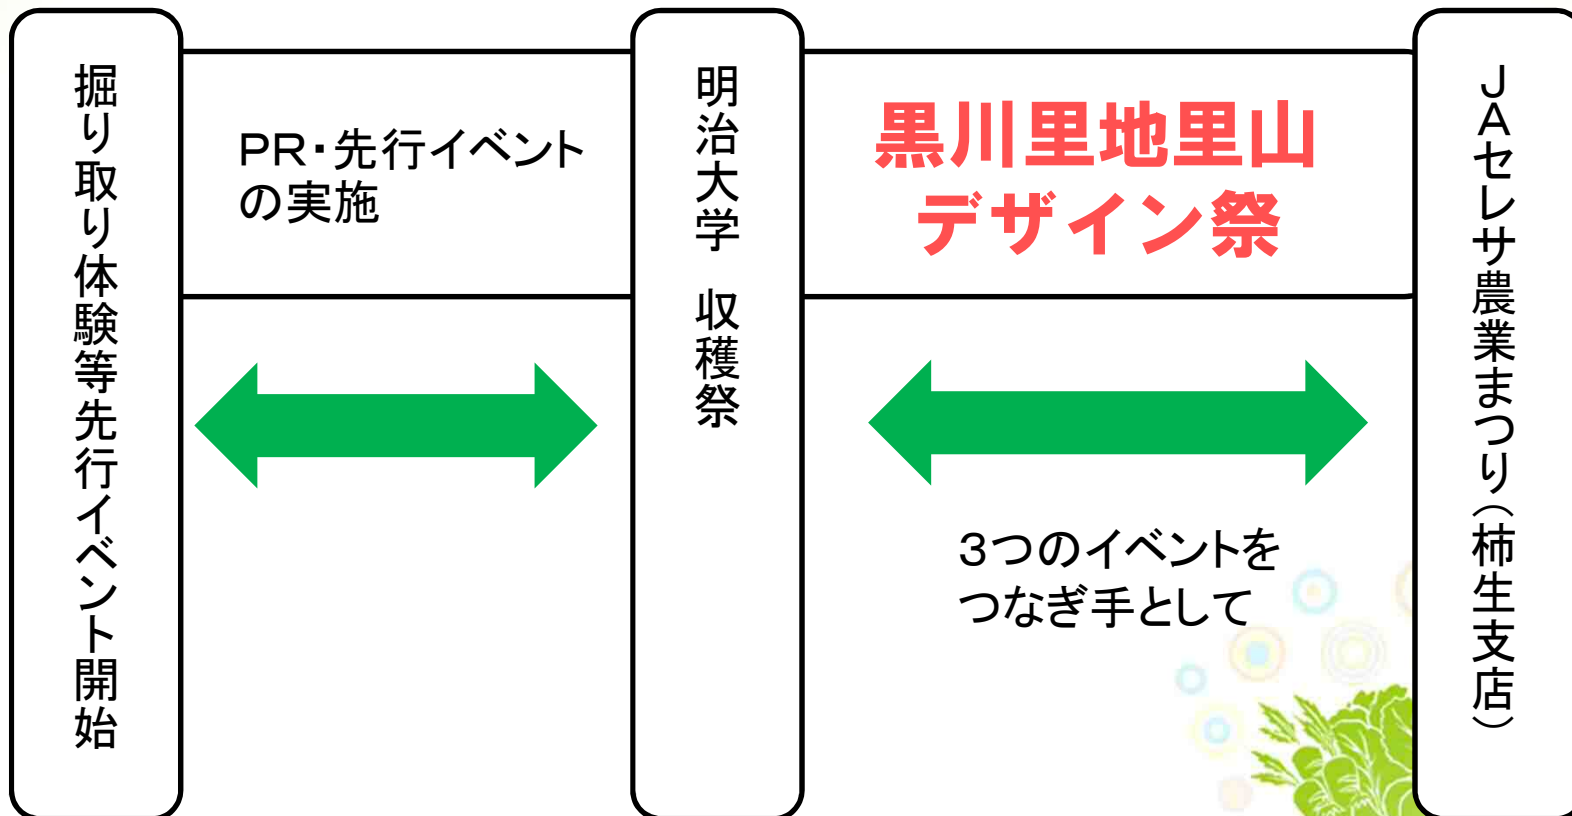 掘り取り体験等先行イベント開始
PR・先行イベント
の実施
明治大学　収穫祭
黒川里地里山
デザイン祭
３つのイベントを
つなぎ手として
ＪＡセレサ農業まつり（柿生支店）